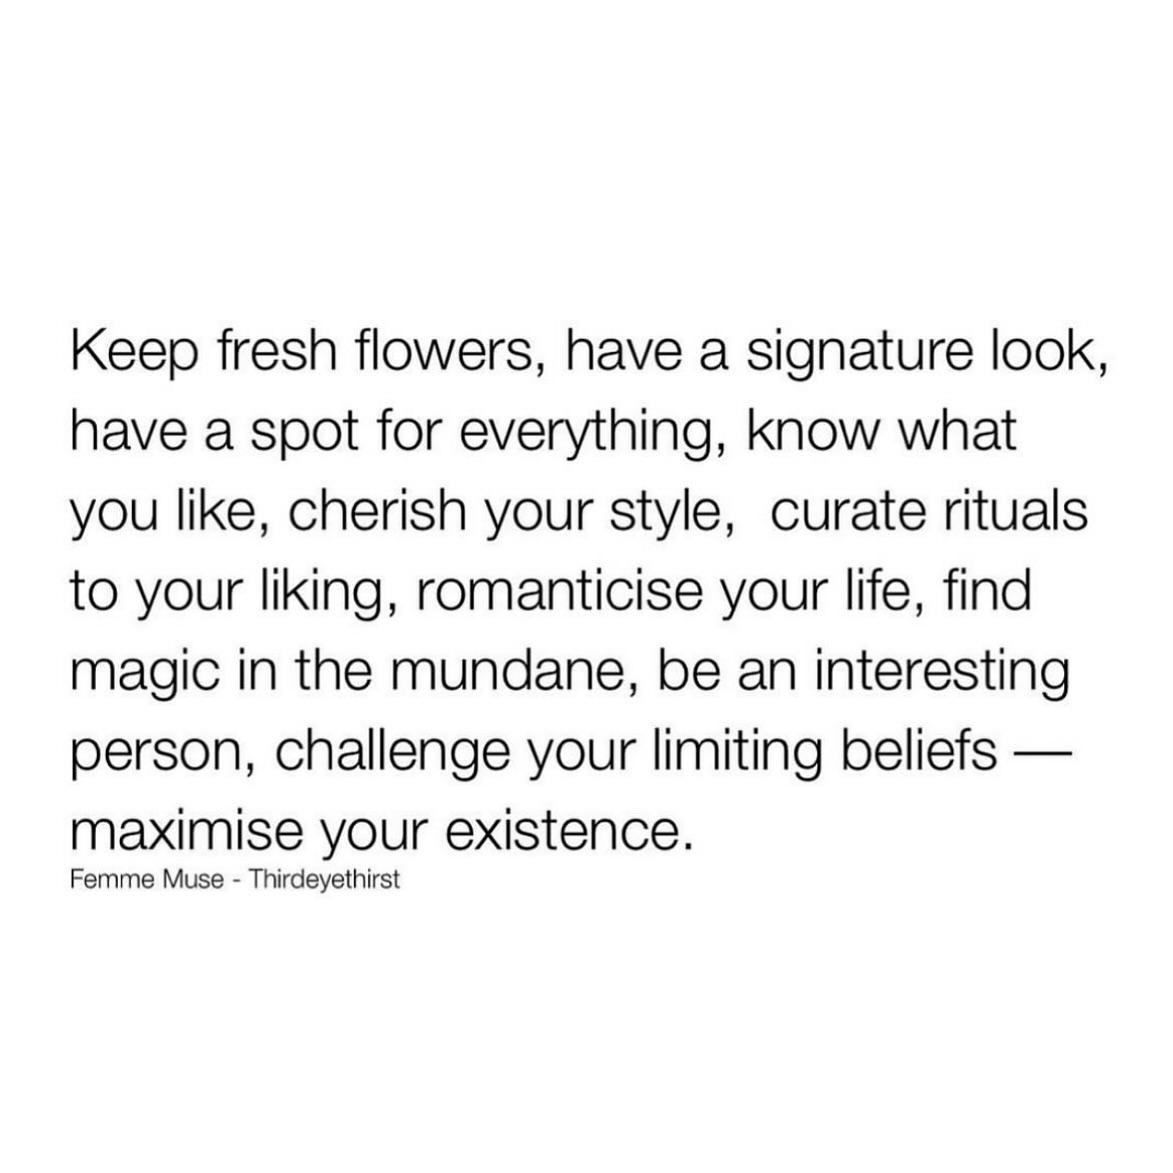 Keep fresh flowers, have a signature look,
have a spot for everything, know what
you like, cherish your style,  curate rituals
to your liking, romanticise your life, find
magic in the mundane, be an interesting
person, challenge your limiting beliefs —
maximise your existence.
Femme Muse - Thirdeyethirst